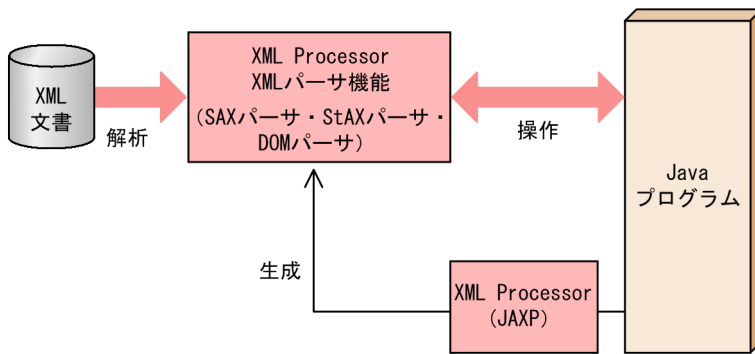 XML
文書
解析
XML Processor
XMLパーサ機能
(SAXパーサ・StAXパーサ・
DOMパーサ)
操作
Java
プログラム
生成
XML Processor
(JAXP)